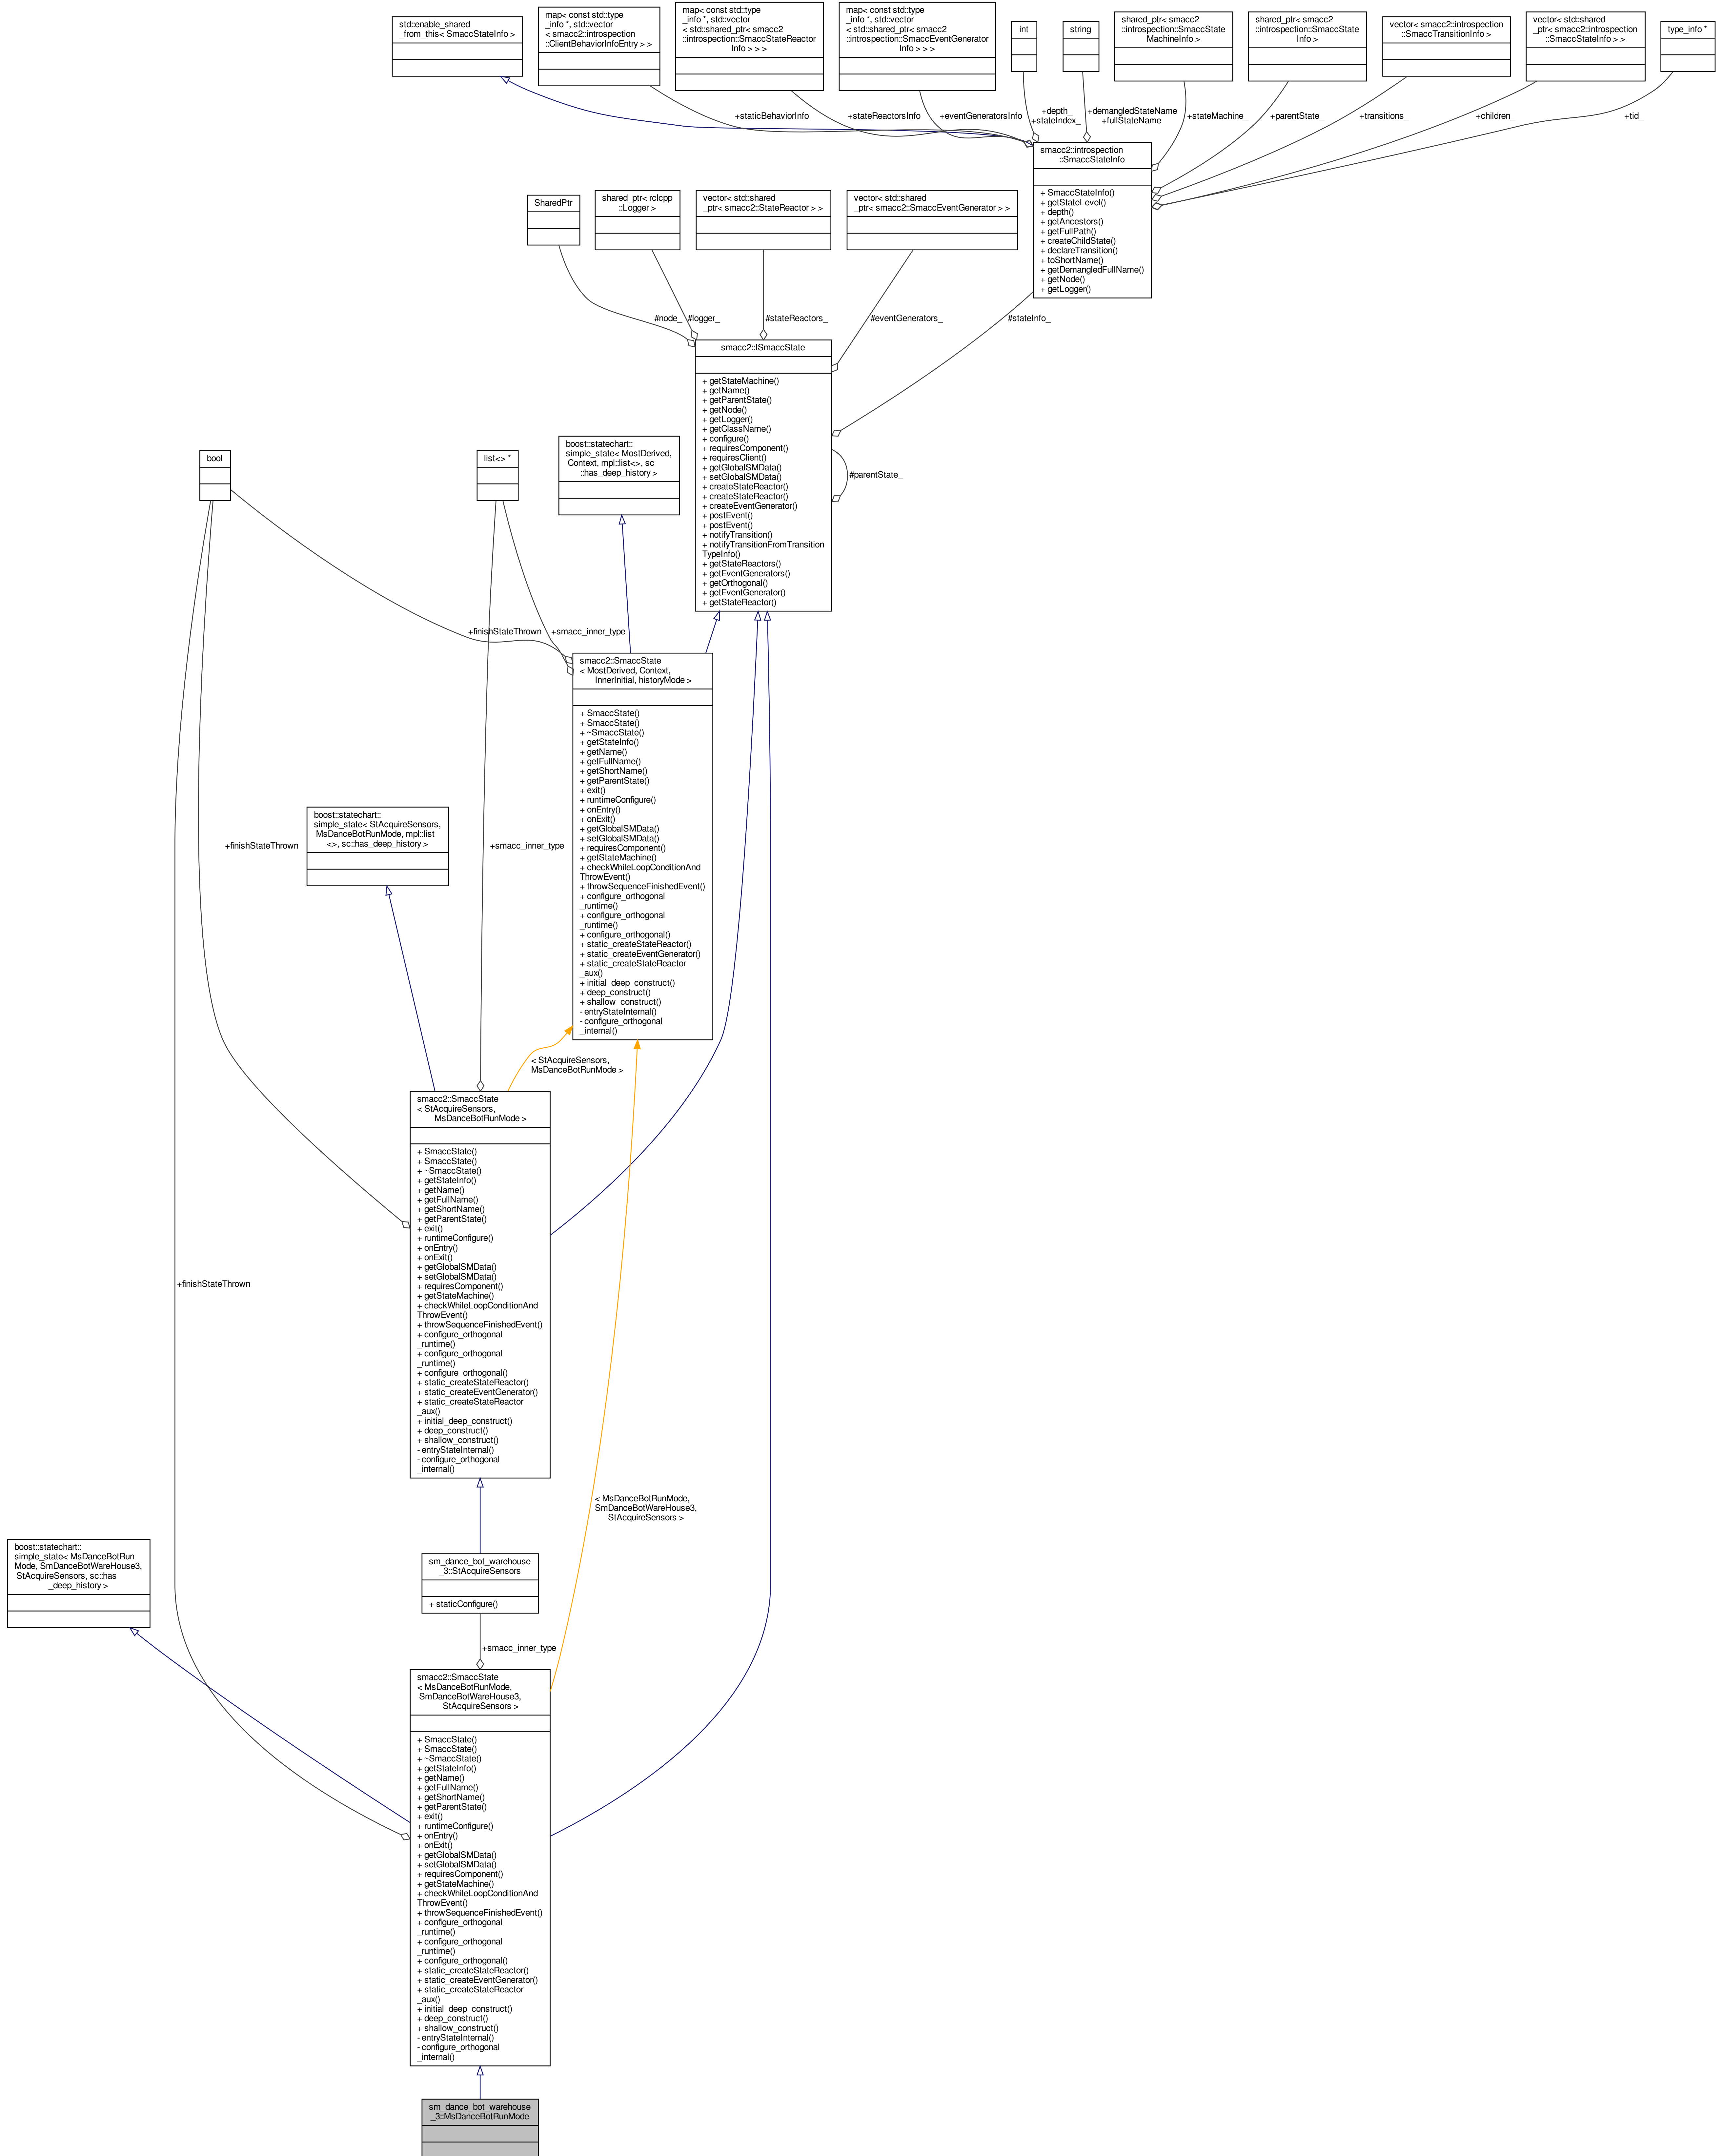 std::enable_shared
_from_this< SmaccStateInfo >
map< const std::type
_info *, std::vector
< smacc2::introspection
::ClientBehaviorInfoEntry > >
map< const std::type
_info *, std::vector
< std::shared_ptr< smacc2
::introspection::SmaccStateReactor
Info > > >
map< const std::type
_info *, std::vector
< std::shared_ptr< smacc2
::introspection::SmaccEventGenerator
Info > > >
int
string
shared_ptr< smacc2
::introspection::SmaccState
MachineInfo >
shared_ptr< smacc2
::introspection::SmaccState
Info >
vector< smacc2::introspection
::SmaccTransitionInfo >
vector< std::shared
_ptr< smacc2::introspection
::SmaccStateInfo > >
type_info *
+staticBehaviorInfo
+stateReactorsInfo
+eventGeneratorsInfo
+depth_
+stateIndex_
+demangledStateName
+fullStateName
+stateMachine_
+parentState_
+transitions_
+children_
+tid_
smacc2::introspection
::SmaccStateInfo
+ SmaccStateInfo()
+ getStateLevel()
+ depth()
+ getAncestors()
+ getFullPath()
+ createChildState()
+ declareTransition()
+ toShortName()
+ getDemangledFullName()
+ getNode()
+ getLogger()
SharedPtr
shared_ptr< rclcpp
::Logger >
vector< std::shared
_ptr< smacc2::StateReactor > >
vector< std::shared
_ptr< smacc2::SmaccEventGenerator > >
#node_
#logger_
#stateReactors_
#eventGenerators_
#stateInfo_
smacc2::ISmaccState
+ getStateMachine()
+ getName()
+ getParentState()
+ getNode()
+ getLogger()
+ getClassName()
+ configure()
+ requiresComponent()
+ requiresClient()
+ getGlobalSMData()
+ setGlobalSMData()
+ createStateReactor()
+ createStateReactor()
+ createEventGenerator()
+ postEvent()
+ postEvent()
+ notifyTransition()
+ notifyTransitionFromTransition
TypeInfo()
+ getStateReactors()
+ getEventGenerators()
+ getOrthogonal()
+ getEventGenerator()
+ getStateReactor()
#parentState_
bool
list<> *
boost::statechart::
simple_state< MostDerived,
Context, mpl::list<>, sc
::has_deep_history >
+finishStateThrown
+smacc_inner_type
smacc2::SmaccState
< MostDerived, Context,
InnerInitial, historyMode >
+ SmaccState()
+ SmaccState()
+ ~SmaccState()
+ getStateInfo()
+ getName()
+ getFullName()
+ getShortName()
+ getParentState()
+ exit()
+ runtimeConfigure()
+ onEntry()
+ onExit()
+ getGlobalSMData()
+ setGlobalSMData()
+ requiresComponent()
+ getStateMachine()
+ checkWhileLoopConditionAnd
ThrowEvent()
+ throwSequenceFinishedEvent()
+ configure_orthogonal
_runtime()
+ configure_orthogonal
_runtime()
+ configure_orthogonal()
+ static_createStateReactor()
+ static_createEventGenerator()
+ static_createStateReactor
_aux()
+ initial_deep_construct()
+ deep_construct()
+ shallow_construct()
- entryStateInternal()
- configure_orthogonal
_internal()
boost::statechart::
simple_state< StAcquireSensors,
MsDanceBotRunMode, mpl::list
<>, sc::has_deep_history >
+finishStateThrown
+smacc_inner_type
< StAcquireSensors,
MsDanceBotRunMode >
smacc2::SmaccState
< StAcquireSensors,
MsDanceBotRunMode >
+ SmaccState()
+ SmaccState()
+ ~SmaccState()
+ getStateInfo()
+ getName()
+ getFullName()
+ getShortName()
+ getParentState()
+ exit()
+ runtimeConfigure()
+ onEntry()
+ onExit()
+ getGlobalSMData()
+ setGlobalSMData()
+ requiresComponent()
+ getStateMachine()
+ checkWhileLoopConditionAnd
ThrowEvent()
+ throwSequenceFinishedEvent()
+ configure_orthogonal
_runtime()
+ configure_orthogonal
_runtime()
+ configure_orthogonal()
+ static_createStateReactor()
+ static_createEventGenerator()
+ static_createStateReactor
_aux()
+ initial_deep_construct()
+ deep_construct()
+ shallow_construct()
- entryStateInternal()
- configure_orthogonal
_internal()
+finishStateThrown
< MsDanceBotRunMode,
SmDanceBotWareHouse3,
StAcquireSensors >
boost::statechart::
simple_state< MsDanceBotRun
Mode, SmDanceBotWareHouse3,
StAcquireSensors, sc::has
_deep_history >
sm_dance_bot_warehouse
_3::StAcquireSensors
+ staticConfigure()
+smacc_inner_type
smacc2::SmaccState
< MsDanceBotRunMode,
SmDanceBotWareHouse3,
StAcquireSensors >
+ SmaccState()
+ SmaccState()
+ ~SmaccState()
+ getStateInfo()
+ getName()
+ getFullName()
+ getShortName()
+ getParentState()
+ exit()
+ runtimeConfigure()
+ onEntry()
+ onExit()
+ getGlobalSMData()
+ setGlobalSMData()
+ requiresComponent()
+ getStateMachine()
+ checkWhileLoopConditionAnd
ThrowEvent()
+ throwSequenceFinishedEvent()
+ configure_orthogonal
_runtime()
+ configure_orthogonal
_runtime()
+ configure_orthogonal()
+ static_createStateReactor()
+ static_createEventGenerator()
+ static_createStateReactor
_aux()
+ initial_deep_construct()
+ deep_construct()
+ shallow_construct()
- entryStateInternal()
- configure_orthogonal
_internal()
sm_dance_bot_warehouse
_3::MsDanceBotRunMode